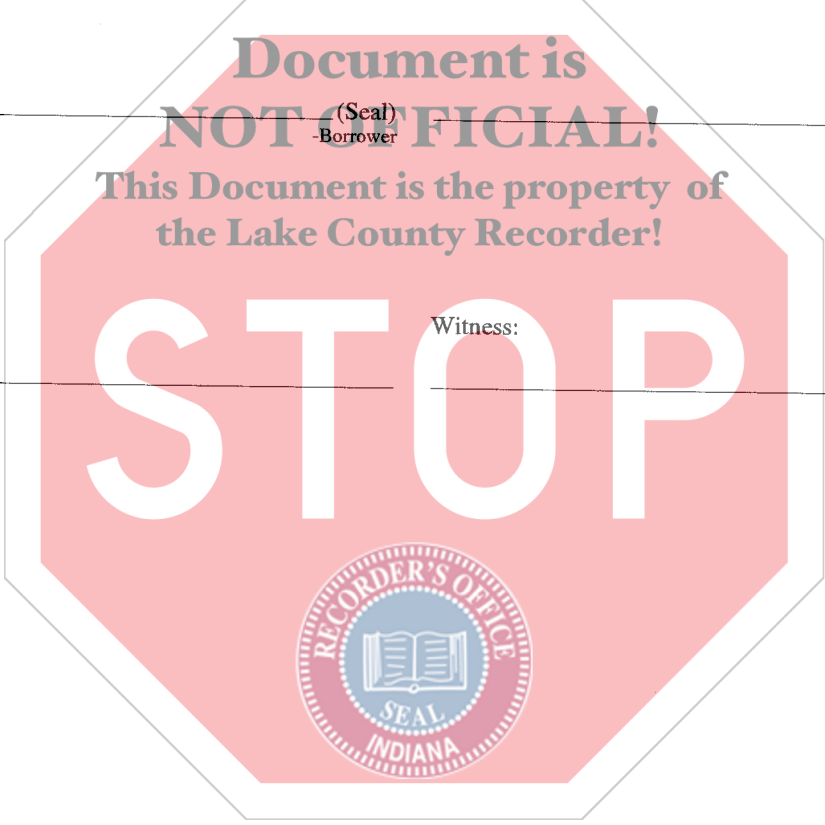 Document is
(Seal)
NOT OFFICIAL!
-Borrower
This Document is the property of
the Lake County Recorder!
Witness:
STOP
RECORDER'S OFFICE
SEAL
INDIANA